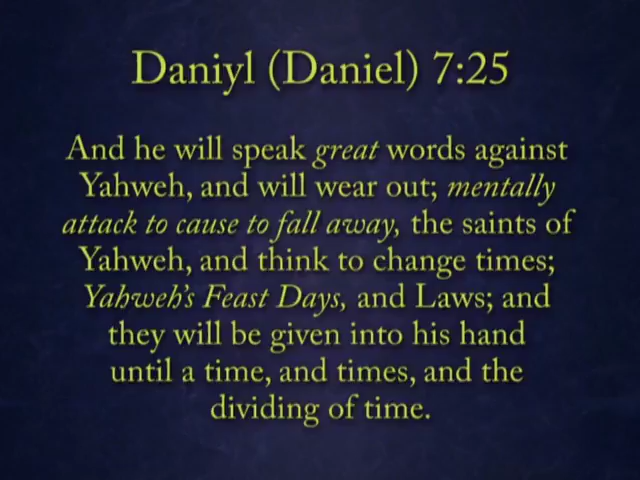 Daniyl (Daniel) 7:25
And he will speak great words against
Yahweh, and will wear out; mentally
attack to cause to fall away, the saints of
Yahweh, and think to change times;
Yahweh's Feast Days, and Laws; and
they will be given into his hand
until a time, and times, and the
dividing of time.